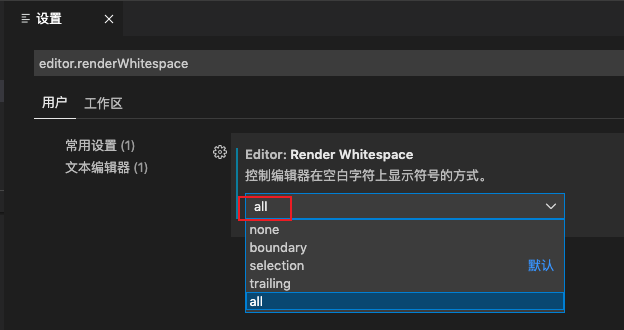 设置
editor.renderWhitespace
用户 工作区
常用设置 (1)
文本编辑器 (1)
Editor: Render Whitespace
控制编辑器在空白字符上显示符号的方式。
all
none
boundary
selection 默认
trailing
all